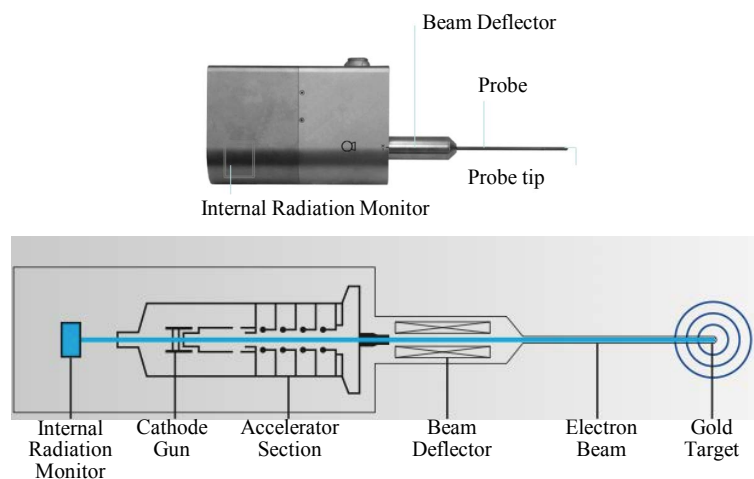 Beam Deflector
Probe
Probe tip
Internal Radiation Monitor
Internal
Radiation
Monitor
Cathode
Gun
Accelerator
Section
Beam
Deflector
Electron
Beam
Gold
Target